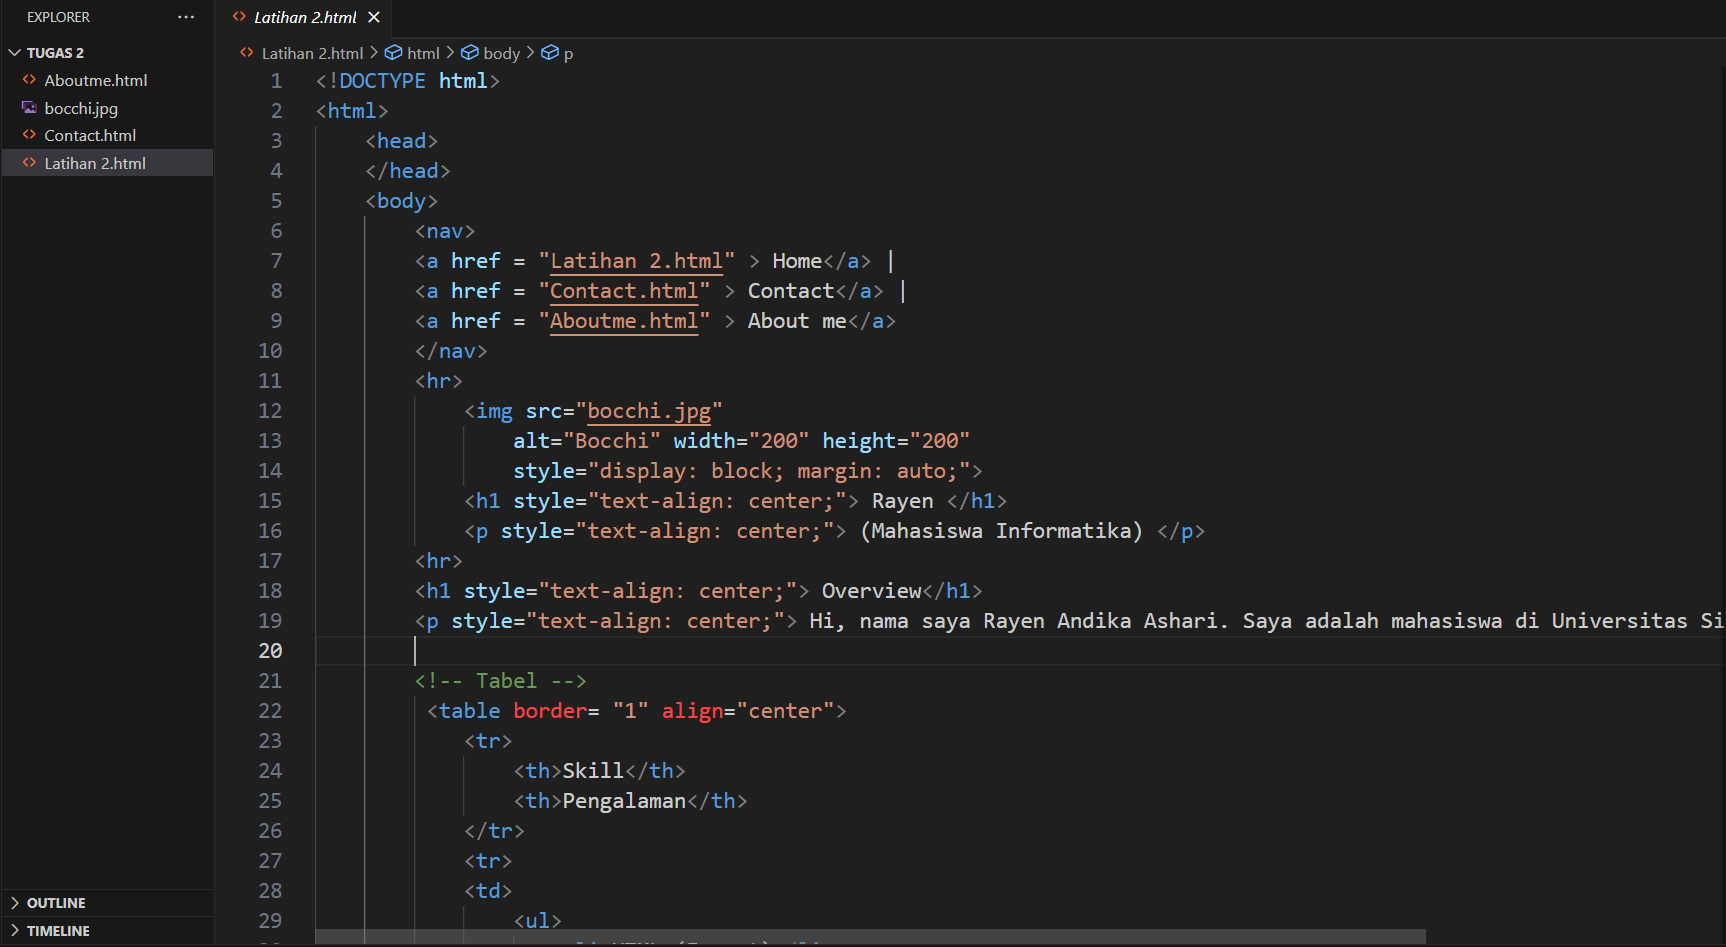 EXPLORER
TUGAS 2
Aboutme.html
bocchi.jpg
Contact.html
Latihan 2.html
OUTLINE
TIMELINE
Latihan 2.html
Latihan 2.html > html > body > p
1 <!DOCTYPE html>
2 <html>
3 <head>
4 </head>
5 <body>
6 <nav>
7 <a href = "Latihan 2.html" > Home</a> |
8 <a href = "Contact.html" > Contact</a> |
9 <a href = "Aboutme.html" > About me</a>
10 </nav>
11 <hr>
12 <img src="bocchi.jpg"
13 alt="Bocchi" width="200" height="200"
14 style="display: block; margin: auto;">
15 <h1 style="text-align: center;"> Rayen </h1>
16 <p style="text-align: center;"> (Mahasiswa Informatika) </p>
17 <hr>
18 <h1 style="text-align: center;"> Overview</h1>
19 <p style="text-align: center;"> Hi, nama saya Rayen Andika Ashari. Saya adalah mahasiswa di Universitas Si
20
21 <!-- Tabel -->
22 <table border= "1" align="center">
23 <tr>
24 <th>Skill</th>
25 <th>Pengalaman</th>
26 </tr>
27 <tr>
28 <td>
29 <ul>